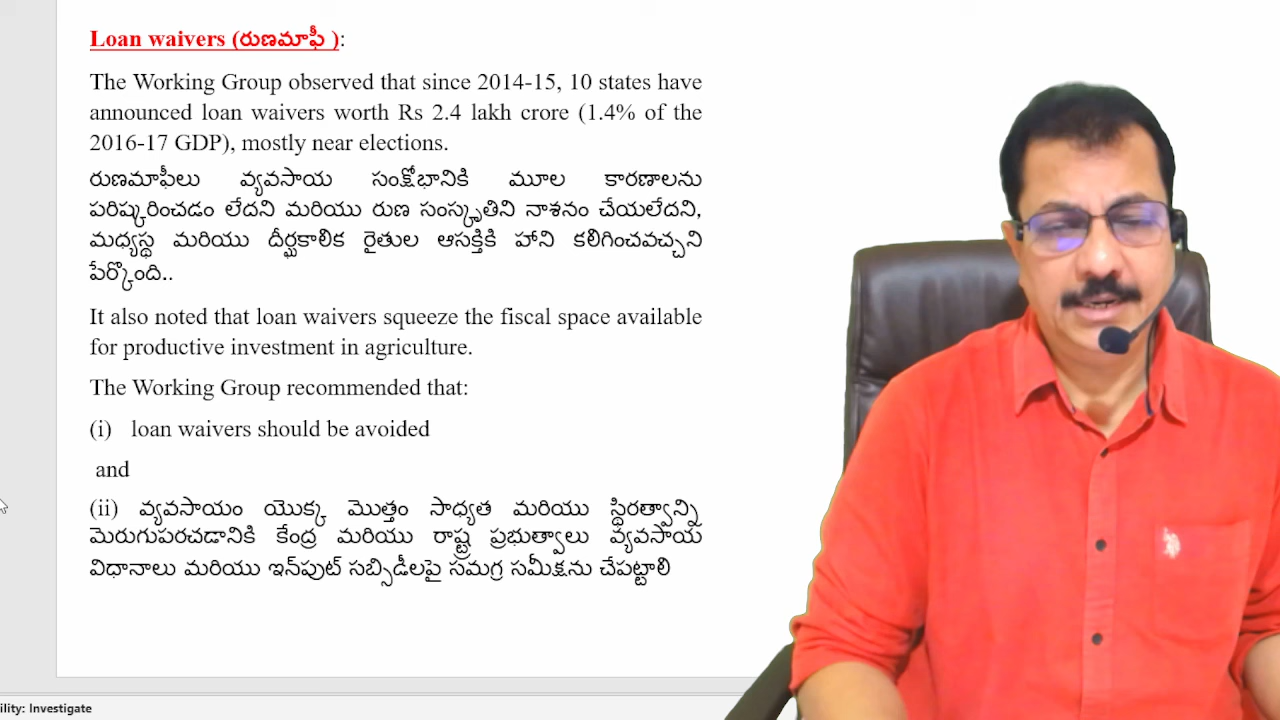 Loan waivers (రుణమాఫీ ):
The Working Group observed that since 2014-15, 10 states have
announced loan waivers worth Rs 2.4 lakh crore (1.4% of the
2016-17 GDP), mostly near elections.
రుణమాఫీలు వ్యవసాయ సంక్షోభానికి మూల కారణాలను
పరిష్కరించడం లేదని మరియు రుణ సంస్కృతిని నాశనం చేయలేదని,
మధ్యస్థ మరియు దీర్ఘకాలిక రైతుల ఆసక్తికి హాని కలిగించవచ్చని
పేర్కొంది..
It also noted that loan waivers squeeze the fiscal space available
for productive investment in agriculture.
The Working Group recommended that:
(i) loan waivers should be avoided
and
(ii) వ్యవసాయం యొక్క మొత్తం సాధ్యత మరియు స్థిరత్వాన్ని
మెరుగుపరచడానికి కేంద్ర మరియు రాష్ట్ర ప్రభుత్వాలు వ్యవసాయ
విధానాలు మరియు ఇన్‌పుట్ సబ్సిడీలపై సమగ్ర సమీక్షను చేపట్టాలి
ility: Investigate